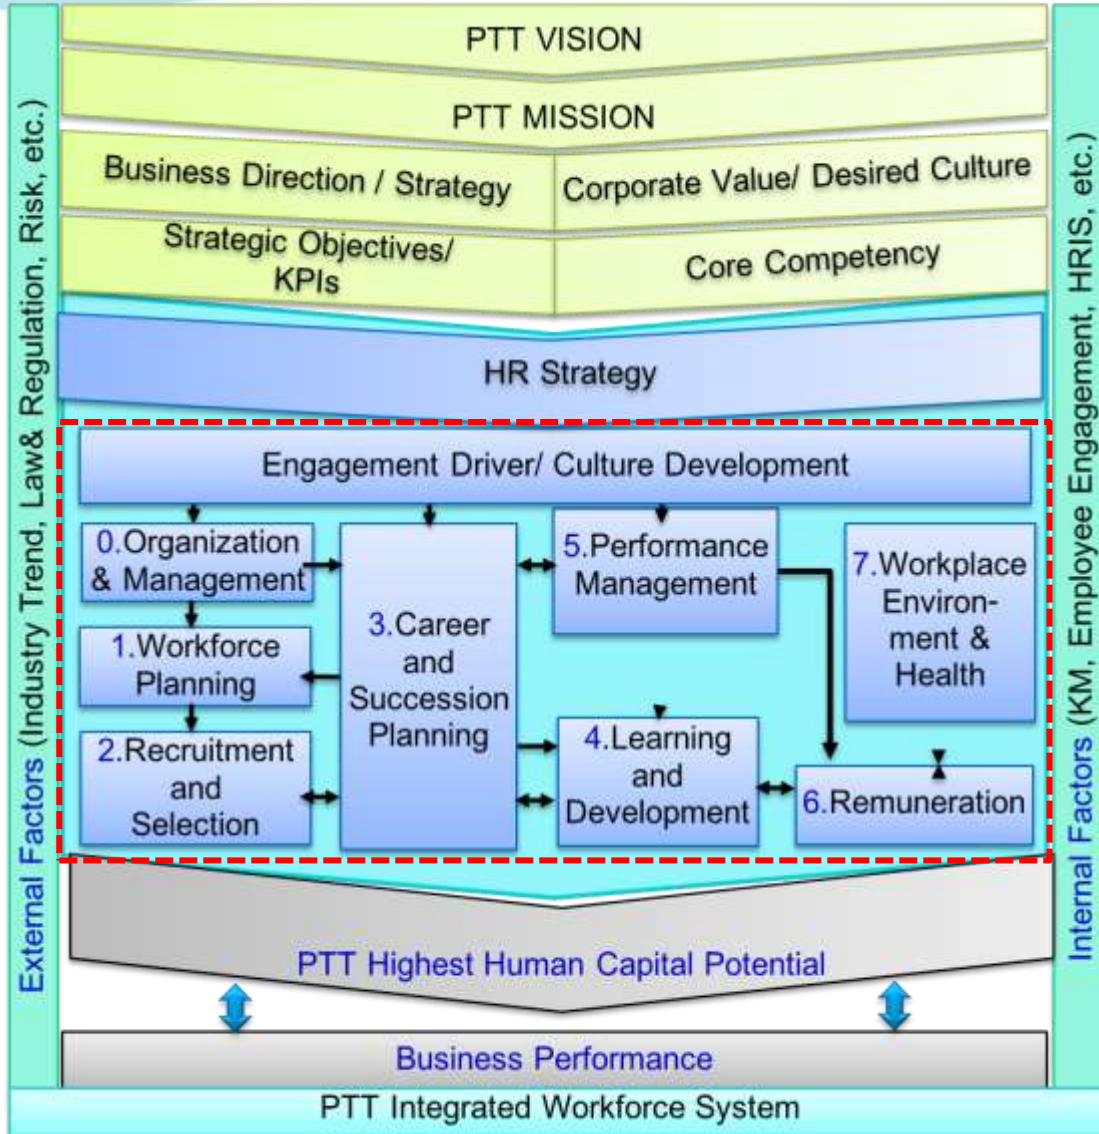 PTT VISION
PTT MISSION
Business Direction / Strategy
Corporate Value/ Desired Culture
Strategic Objectives/
KPIs
Core Competency
HR Strategy
Engagement Driver/ Culture Development
0.Organization
& Management
1.Workforce
Planning
2.Recruitment
and
Selection
3.Career
and
Succession
Planning
5.Performance
Management
4.Learning
and
Development
7.Workplace
Environ-
ment &
Health
6.Remuneration
PTT Highest Human Capital Potential
Business Performance
PTT Integrated Workforce System
External Factors (Industry Trend, Law& Regulation, Risk, etc.)
Internal Factors (KM, Employee Engagement, HRIS, etc.)